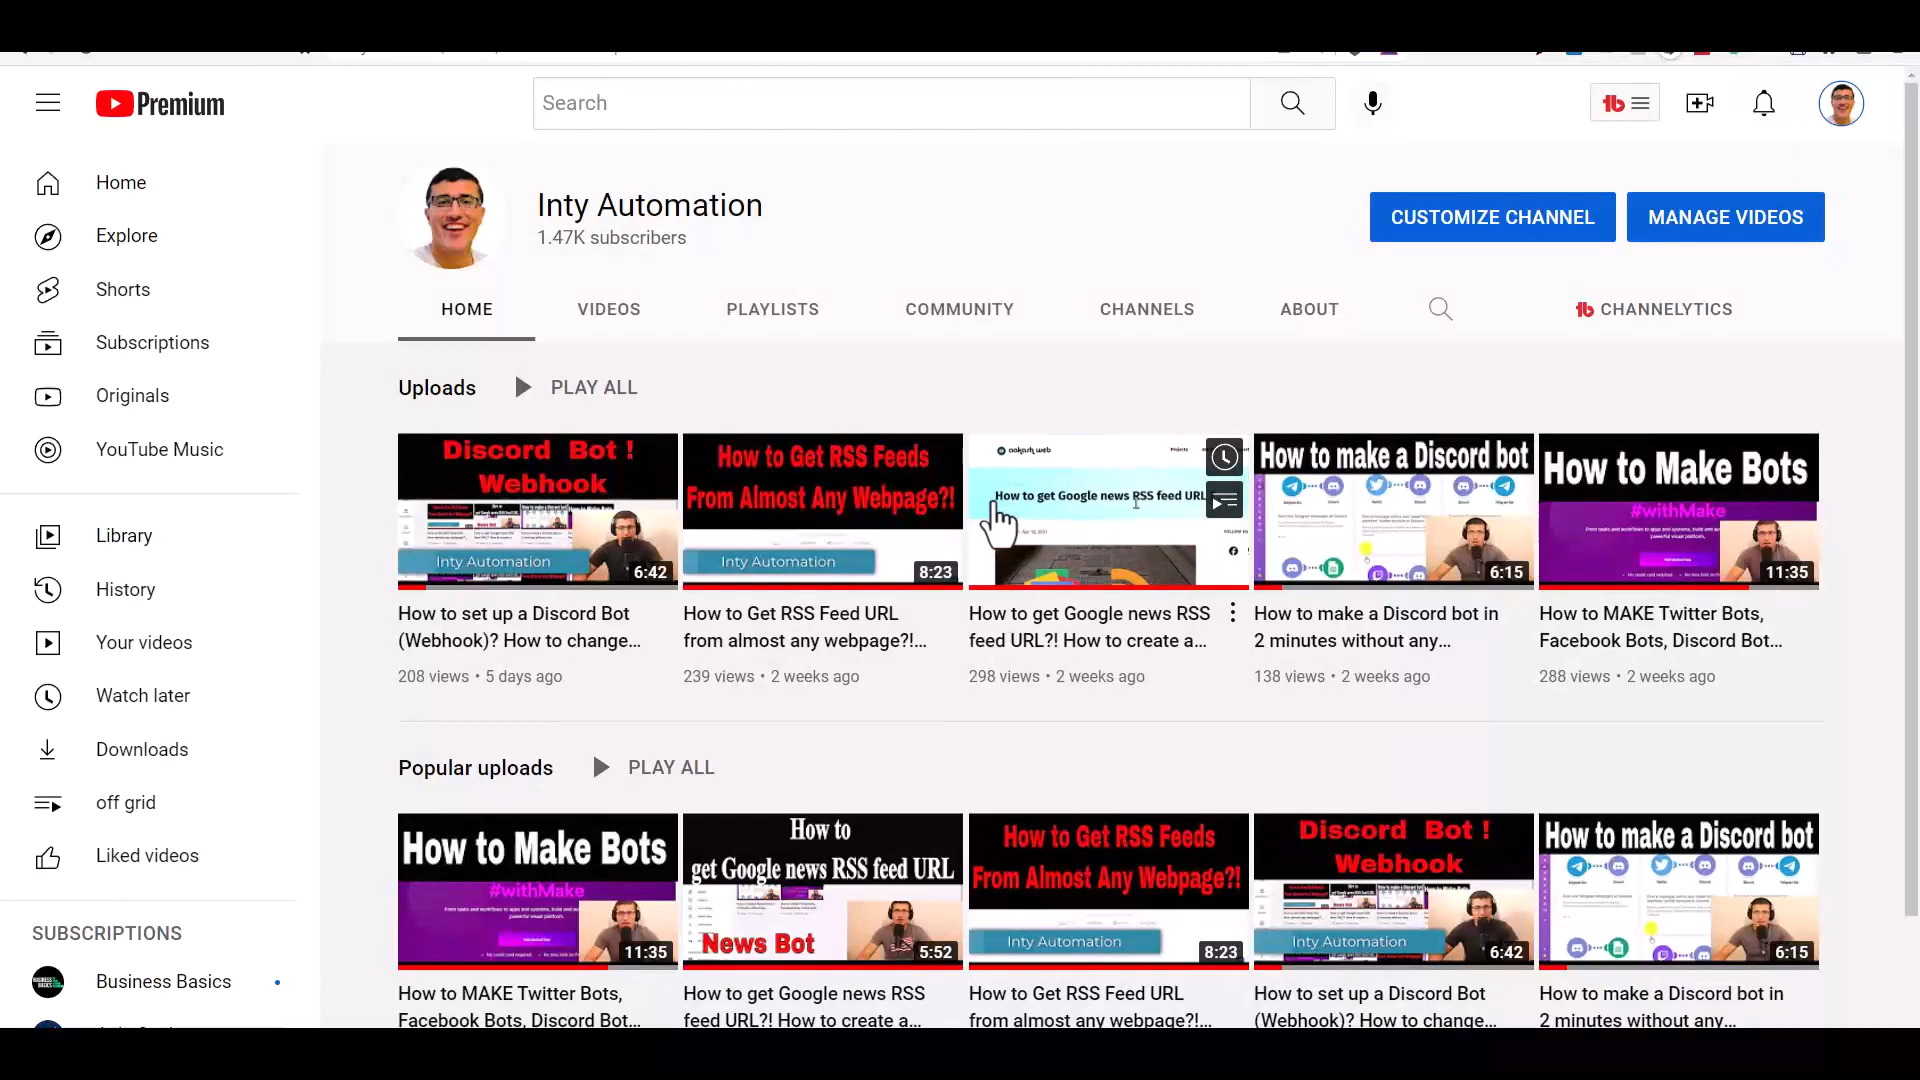 Premium
Search
Home
Explore
Shorts
Subscriptions
Originals
YouTube Music
Library
History
Your videos
Watch later
Downloads
off grid
Liked videos
SUBSCRIPTIONS
Business Basics
Inty Automation
1.47K subscribers
CUSTOMIZE CHANNEL
MANAGE VIDEOS
HOME
VIDEOS
PLAYLISTS
COMMUNITY
CHANNELS
ABOUT
CHANNELYTICS
Uploads
PLAY ALL
Discord Bot !
Webhook
Inty Automation
6:42
How to set up a Discord Bot
(Webhook)? How to change...
208 views • 5 days ago
How to Get RSS Feeds
From Almost Any Webpage?!
Inty Automation
8:23
How to Get RSS Feed URL
from almost any webpage?!...
239 views • 2 weeks ago
aakash web
Projects
How to get Google news RSS feed URL
How to get Google news RSS
feed URL?! How to create a...
298 views • 2 weeks ago
How to make a Discord bot
6:15
How to make a Discord bot in
2 minutes without any...
138 views • 2 weeks ago
How to Make Bots
#withMake
11:35
How to MAKE Twitter Bots,
Facebook Bots, Discord Bot...
288 views • 2 weeks ago
Popular uploads
PLAY ALL
How to Make Bots
#withMake
11:35
How to MAKE Twitter Bots,
Facebook Bots, Discord Bot...
How to
get Google news RSS feed URL
News Bot
5:52
How to get Google news RSS
feed URL?! How to create a...
How to Get RSS Feeds
From Almost Any Webpage?!
Inty Automation
8:23
How to Get RSS Feed URL
from almost any webpage?!...
Discord Bot !
Webhook
Inty Automation
6:42
How to set up a Discord Bot
(Webhook)? How to change...
How to make a Discord bot
6:15
How to make a Discord bot in
2 minutes without any...